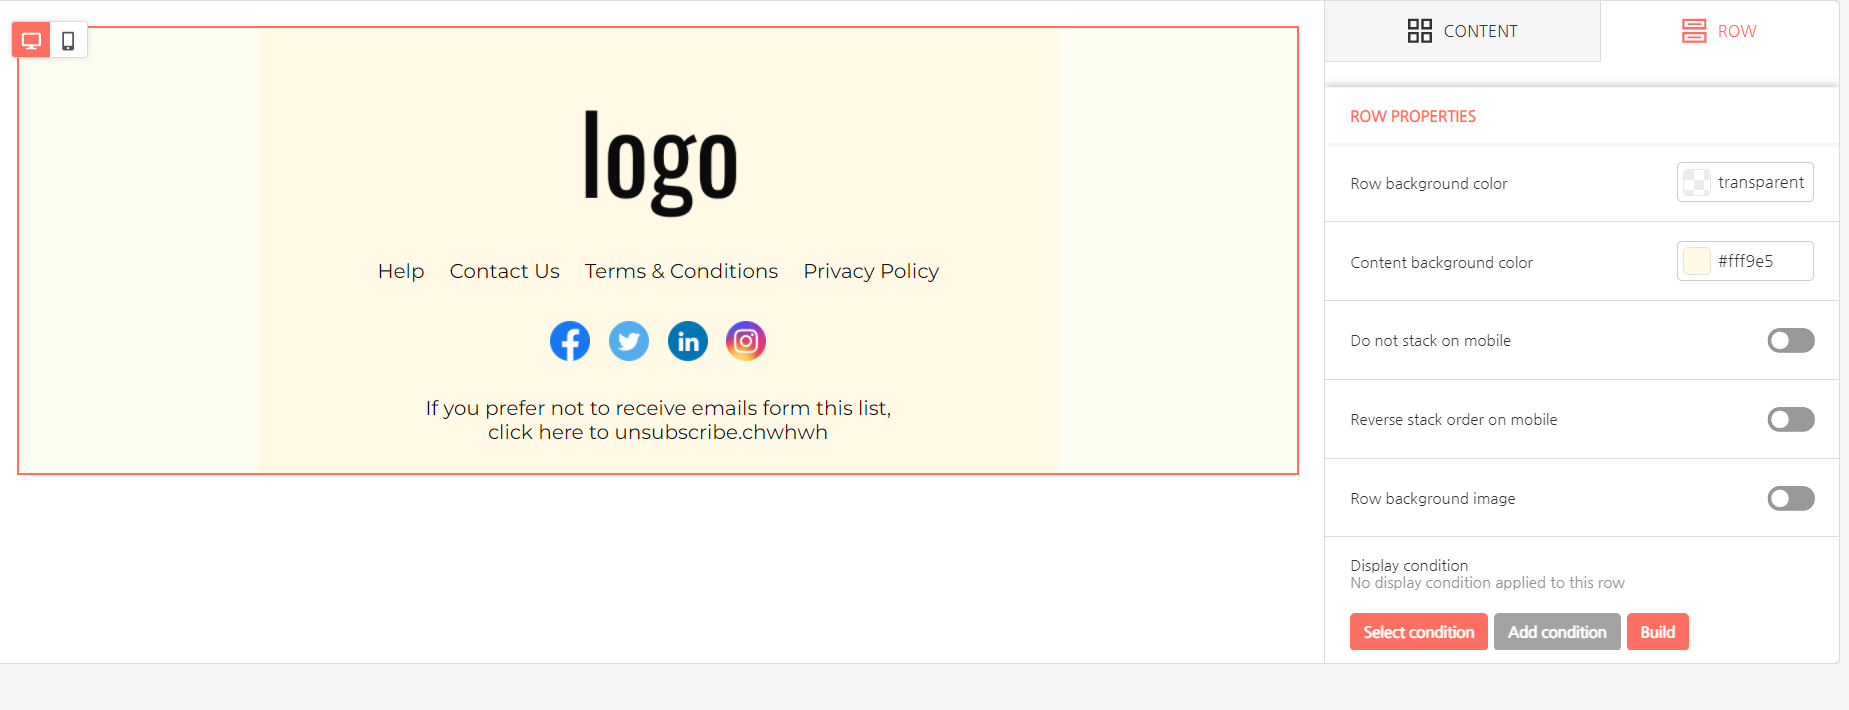 CONTENT
ROW
logo
Help Contact Us Terms & Conditions Privacy Policy
If you prefer not to receive emails form this list,
click here to unsubscribe.chwhwh
ROW PROPERTIES
Row background color
transparent
Content background color
#fff9e5
Do not stack on mobile
Reverse stack order on mobile
Row background image
Display condition
No display condition applied to this row
Select condition Add condition Build